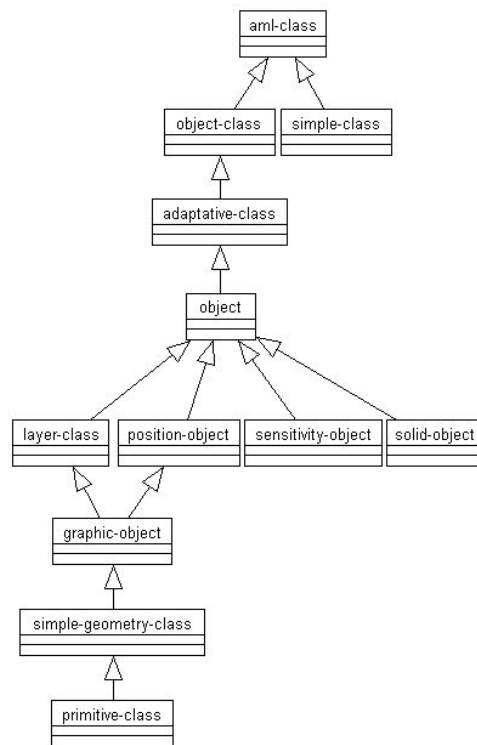 aml-class
object-class
simple-class
adaptative-class
object
layer-class
position-object
sensitivity-object
solid-object
graphic-object
simple-geometry-class
primitive-class